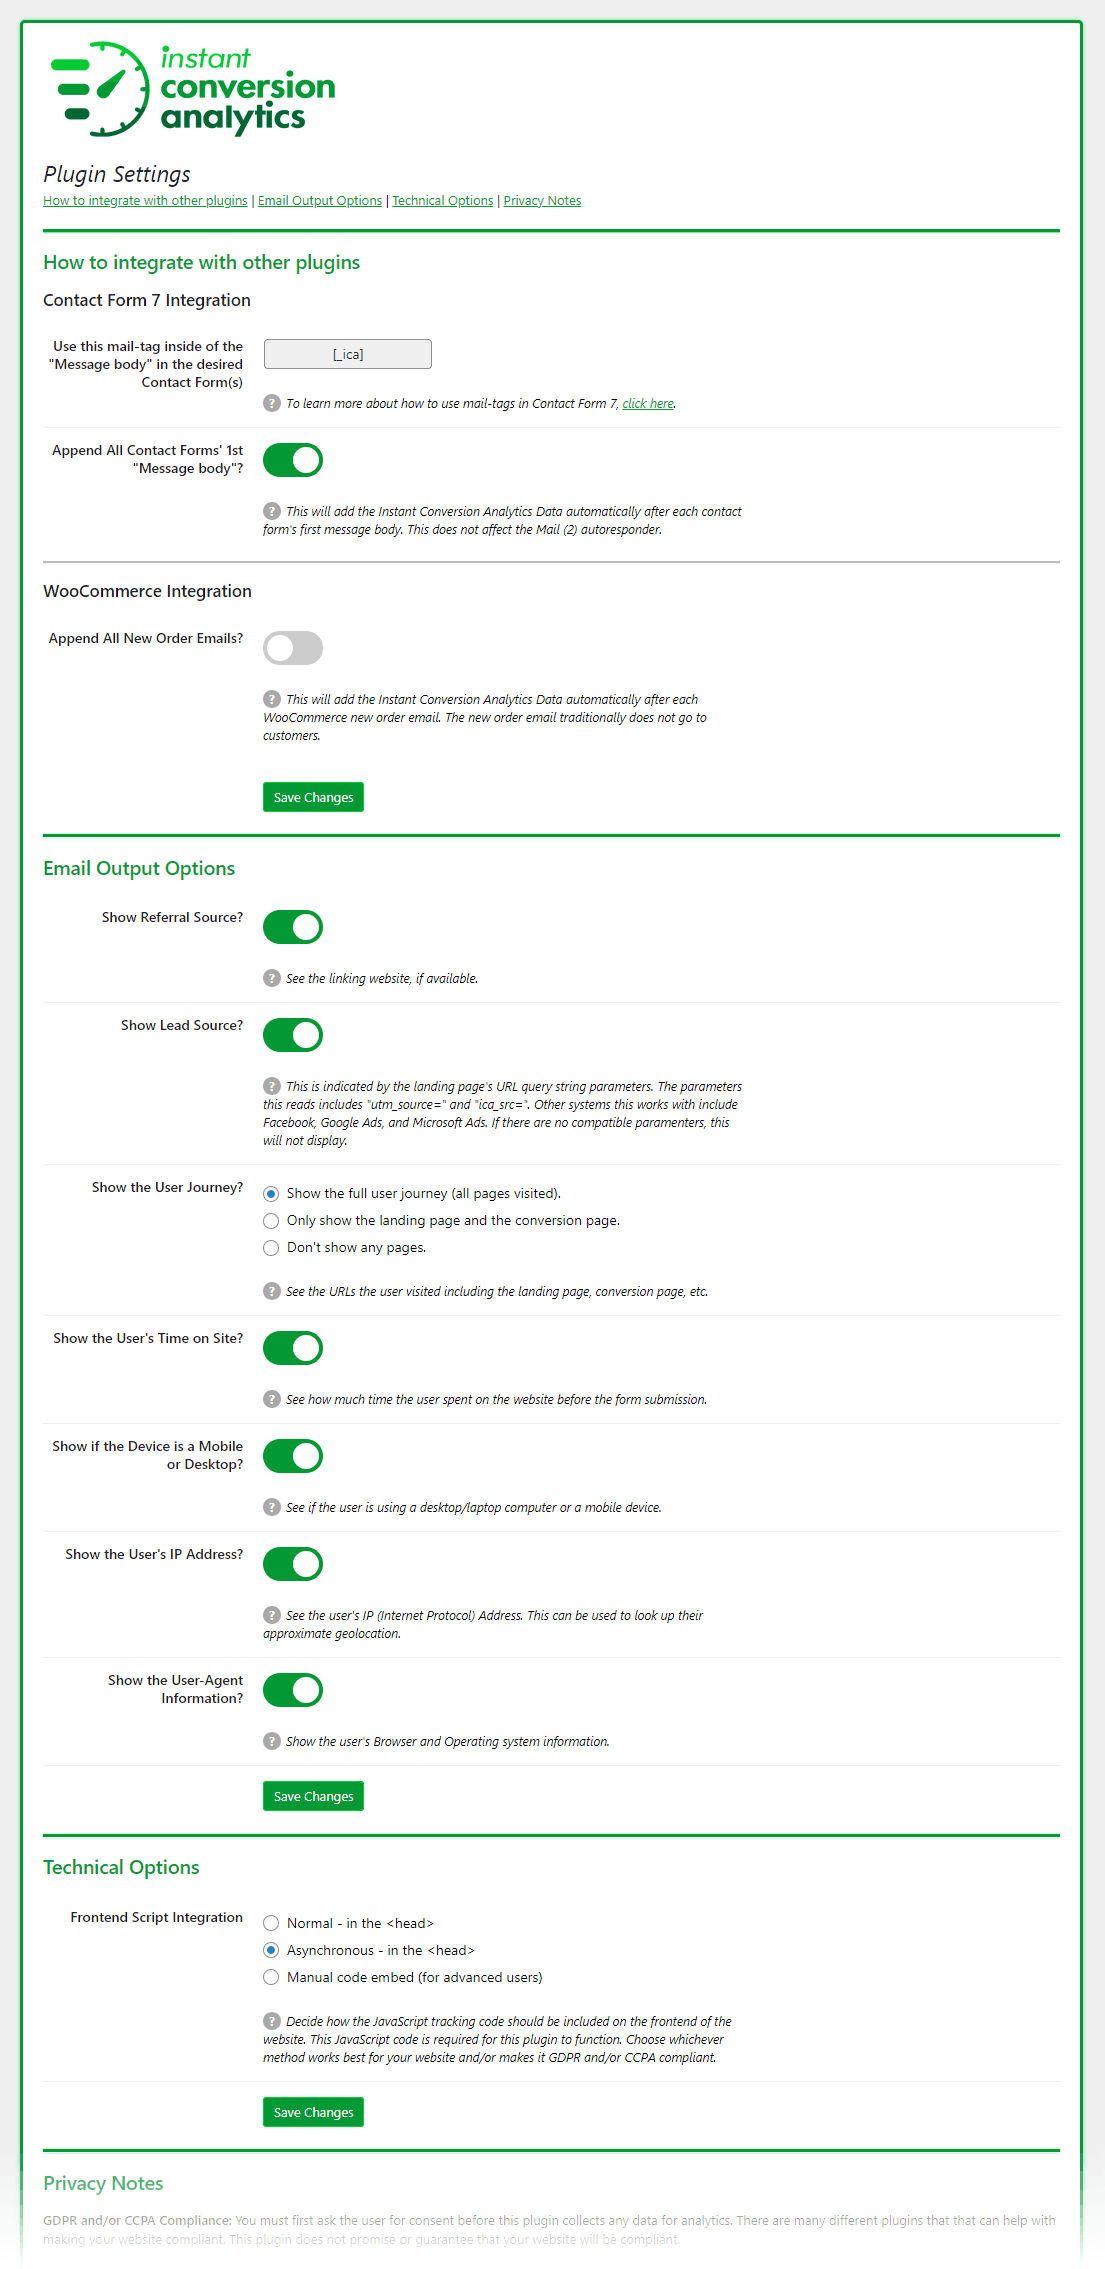 instant
conversion
analytics
Plugin Settings
How to integrate with other plugins | Email Output Options | Technical Options | Privacy Notes
How to integrate with other plugins
Contact Form 7 Integration
Use this mail-tag inside of the
"Message body" in the desired
Contact Form(s)
[_ica]
? To learn more about how to use mail-tags in Contact Form 7, click here.
Append All Contact Forms' 1st
"Message body"?
? This will add the Instant Conversion Analytics Data automatically after each contact
form's first message body. This does not affect the Mail (2) autoresponder.
WooCommerce Integration
Append All New Order Emails?
? This will add the Instant Conversion Analytics Data automatically after each
WooCommerce new order email. The new order email traditionally does not go to
customers.
Save Changes
Email Output Options
Show Referral Source?
? See the linking website, if available.
Show Lead Source?
? This is indicated by the landing page's URL query string parameters. The parameters
this reads includes "utm_source=" and "ica_src=". Other systems this works with include
Facebook, Google Ads, and Microsoft Ads. If there are no compatible paramenters, this
will not display.
Show the User Journey?
Show the full user journey (all pages visited).
Only show the landing page and the conversion page.
Don't show any pages.
? See the URLs the user visited including the landing page, conversion page, etc.
Show the User's Time on Site?
? See how much time the user spent on the website before the form submission.
Show if the Device is a Mobile
or Desktop?
? See if the user is using a desktop/laptop computer or a mobile device.
Show the User's IP Address?
? See the user's IP (Internet Protocol) Address. This can be used to look up their
approximate geolocation.
Show the User-Agent
Information?
? Show the user's Browser and Operating system information.
Save Changes
Technical Options
Frontend Script Integration
Normal - in the <head>
Asynchronous - in the <head>
Manual code embed (for advanced users)
? Decide how the JavaScript tracking code should be included on the frontend of the
website. This JavaScript code is required for this plugin to function. Choose whichever
method works best for your website and/or makes it GDPR and/or CCPA compliant.
Save Changes
Privacy Notes
GDPR and/or CCPA Compliance: You must first ask the user for consent before this plugin collects any data for analytics. There are many different plugins that that can help with
making your website compliant. This plugin does not promise or guarantee that your website will be compliant.